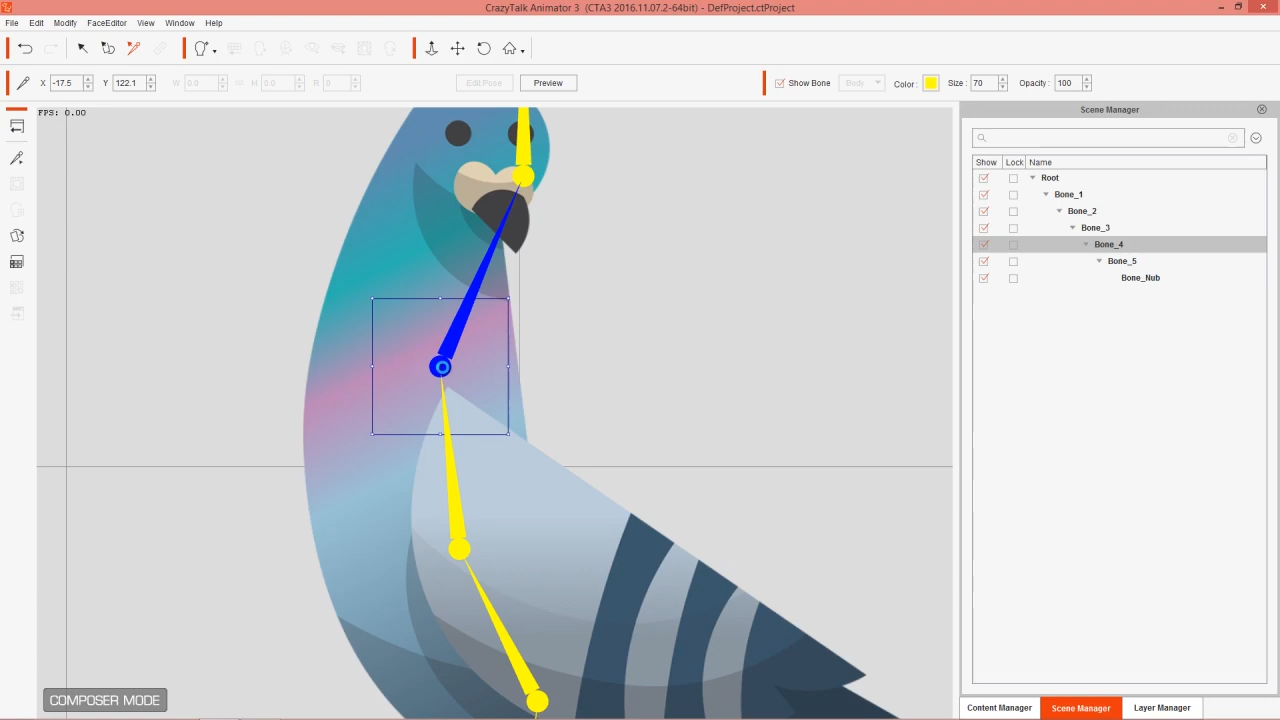 CrazyTalk Animator 3 (CTA3 2016.11.07.2-64bit) - DefProject.ctProject
File Edit Modify FaceEditor View Window Help
X -17.5 Y 122.1 W 0.0 H 0.0 R 0 Edit Pose Preview Show Bone Body Color : Size : 70 Opacity : 100
FPS: 0.00
Scene Manager
Show Lock Name
Root
Bone_1
Bone_2
Bone_3
Bone_4
Bone_5
Bone_Nub
COMPOSER MODE
Content Manager Scene Manager Layer Manager